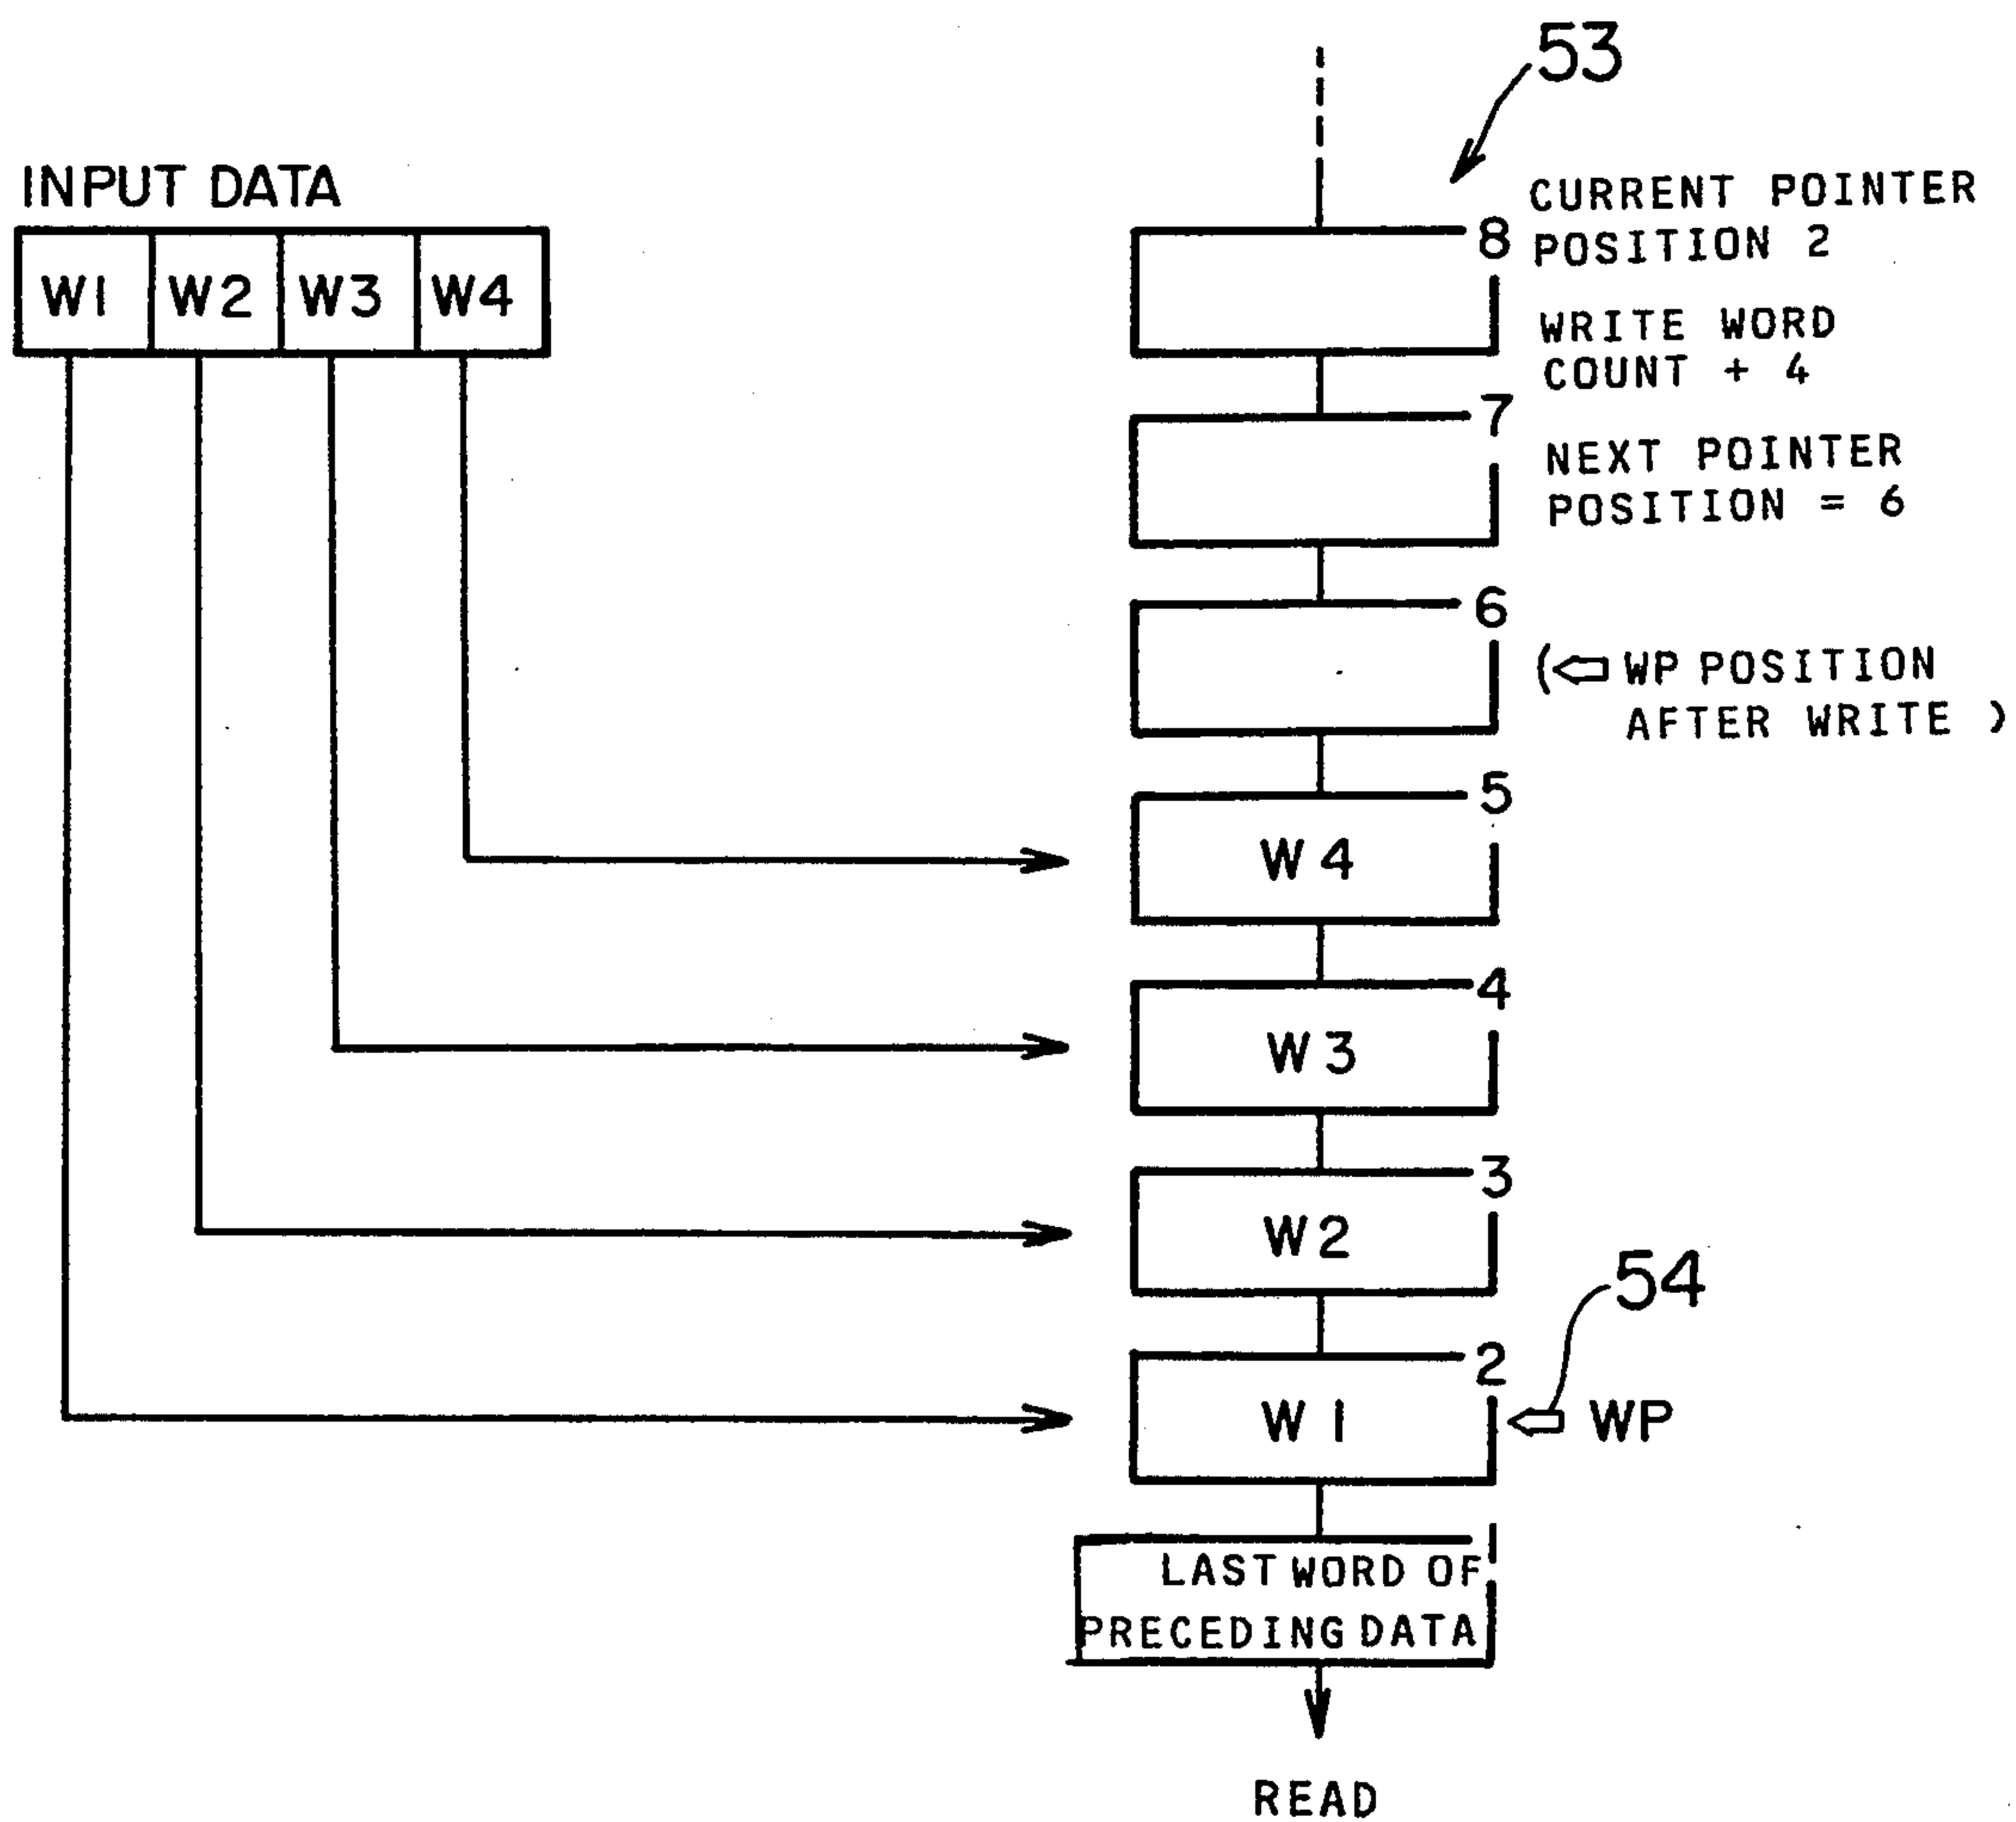 53
INPUT DATA
W1 W2 W3 W4
8
CURRENT POINTER
POSITION 2
WRITE WORD
COUNT + 4
7
NEXT POINTER
POSITION = 6
6
(⇦ WP POSITION
AFTER WRITE )
5
W4
4
W3
3
W2
54
2
W1
WP
1
LAST WORD OF
PRECEDING DATA
READ